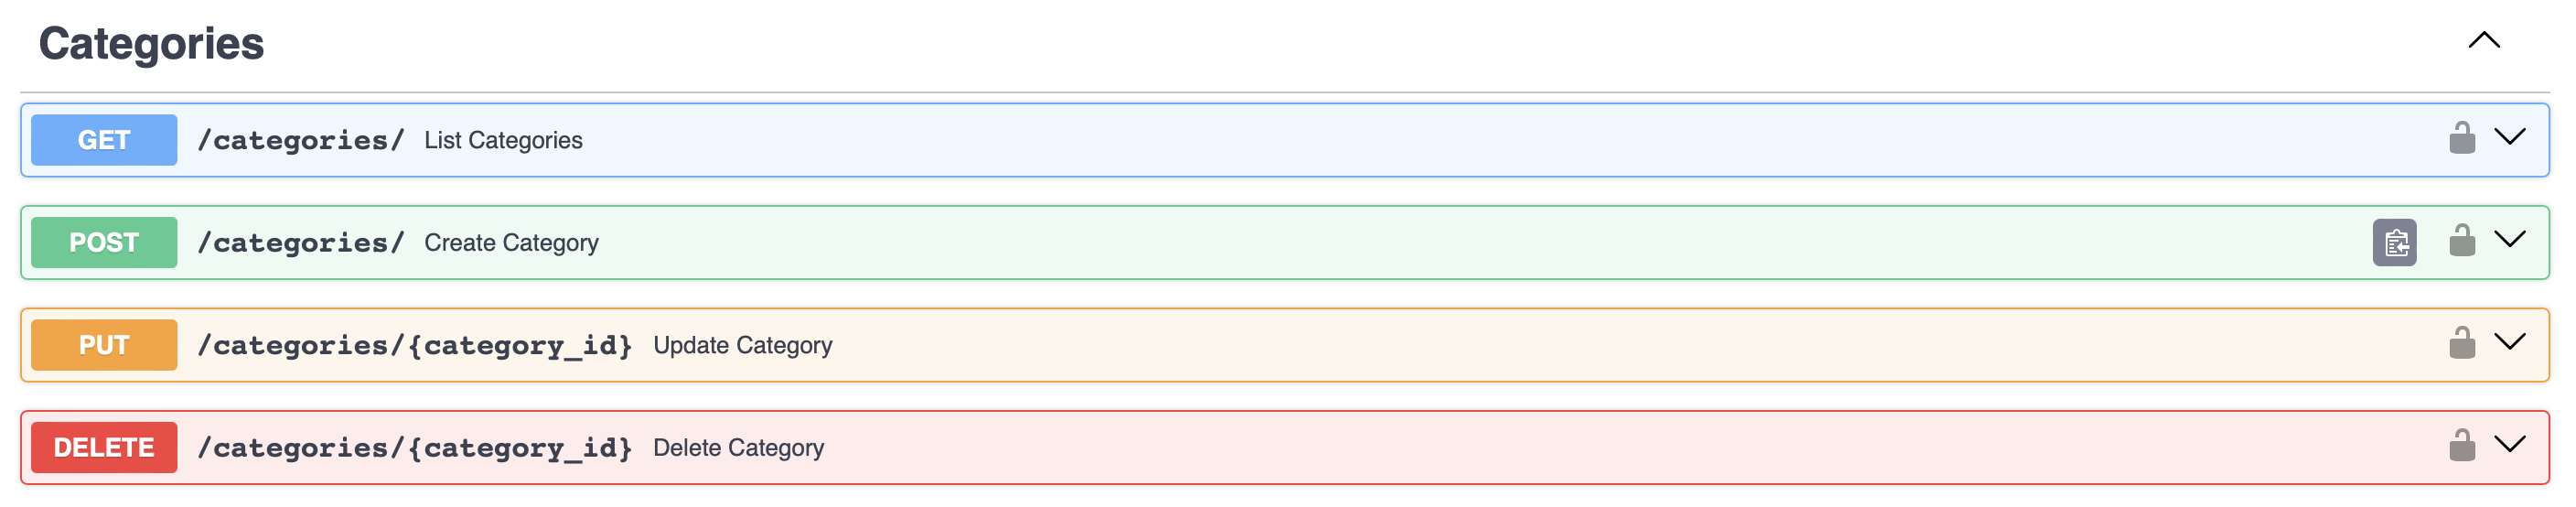 Categories
GET /categories/ List Categories
POST /categories/ Create Category
PUT /categories/{category_id} Update Category
DELETE /categories/{category_id} Delete Category